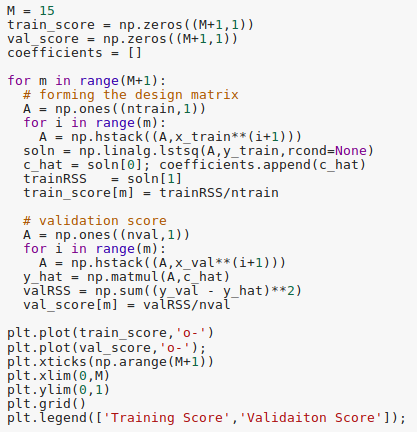 M = 15
train_score = np.zeros((M+1,1))
val_score = np.zeros((M+1,1))
coefficients = []

for m in range(M+1):
  # forming the design matrix
  A = np.ones((ntrain,1))
  for i in range(m):
    A = np.hstack((A,x_train**(i+1)))
  soln = np.linalg.lstsq(A,y_train,rcond=None)
  c_hat = soln[0]; coefficients.append(c_hat)
  trainRSS   = soln[1]
  train_score[m] = trainRSS/ntrain

  # validation score
  A = np.ones((nval,1))
  for i in range(m):
    A = np.hstack((A,x_val**(i+1)))
  y_hat = np.matmul(A,c_hat)
  valRSS = np.sum((y_val - y_hat)**2)
  val_score[m] = valRSS/nval

plt.plot(train_score,'o-')
plt.plot(val_score,'o-');
plt.xticks(np.arange(M+1))
plt.xlim(0,M)
plt.ylim(0,1)
plt.grid()
plt.legend(['Training Score','Validaiton Score']);